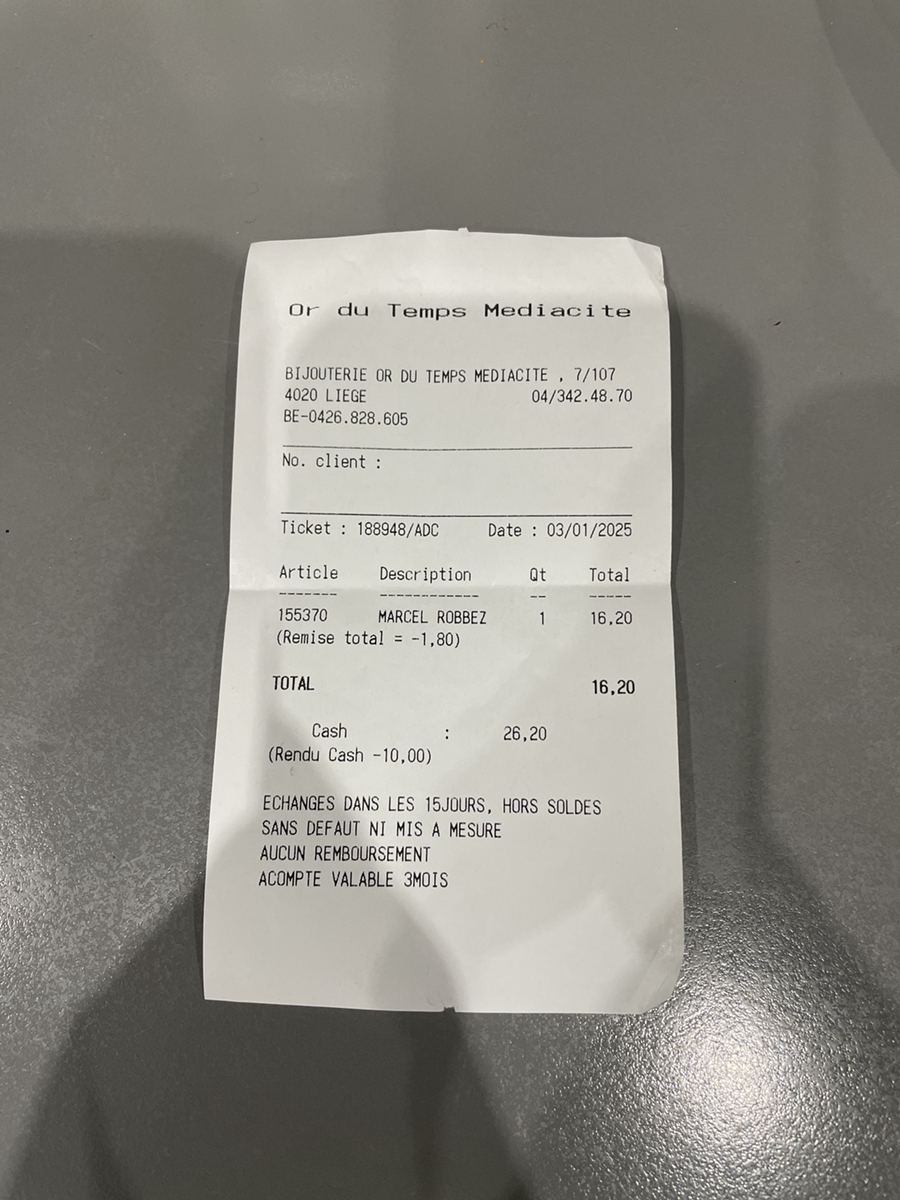 Or du Temps Mediacite
BIJOUTERIE OR DU TEMPS MEDIACITE , 7/107
4020 LIEGE 04/342.48.70
BE-0426.828.605
No. client :
Ticket : 188948/ADC Date : 03/01/2025
Article Description Qt Total
------- ------------ -- -----
155370 MARCEL ROBBEZ 1 16,20
(Remise total = -1,80)
TOTAL 16,20
Cash : 26,20
(Rendu Cash -10,00)
ECHANGES DANS LES 15JOURS, HORS SOLDES
SANS DEFAUT NI MIS A MESURE
AUCUN REMBOURSEMENT
ACOMPTE VALABLE 3MOIS